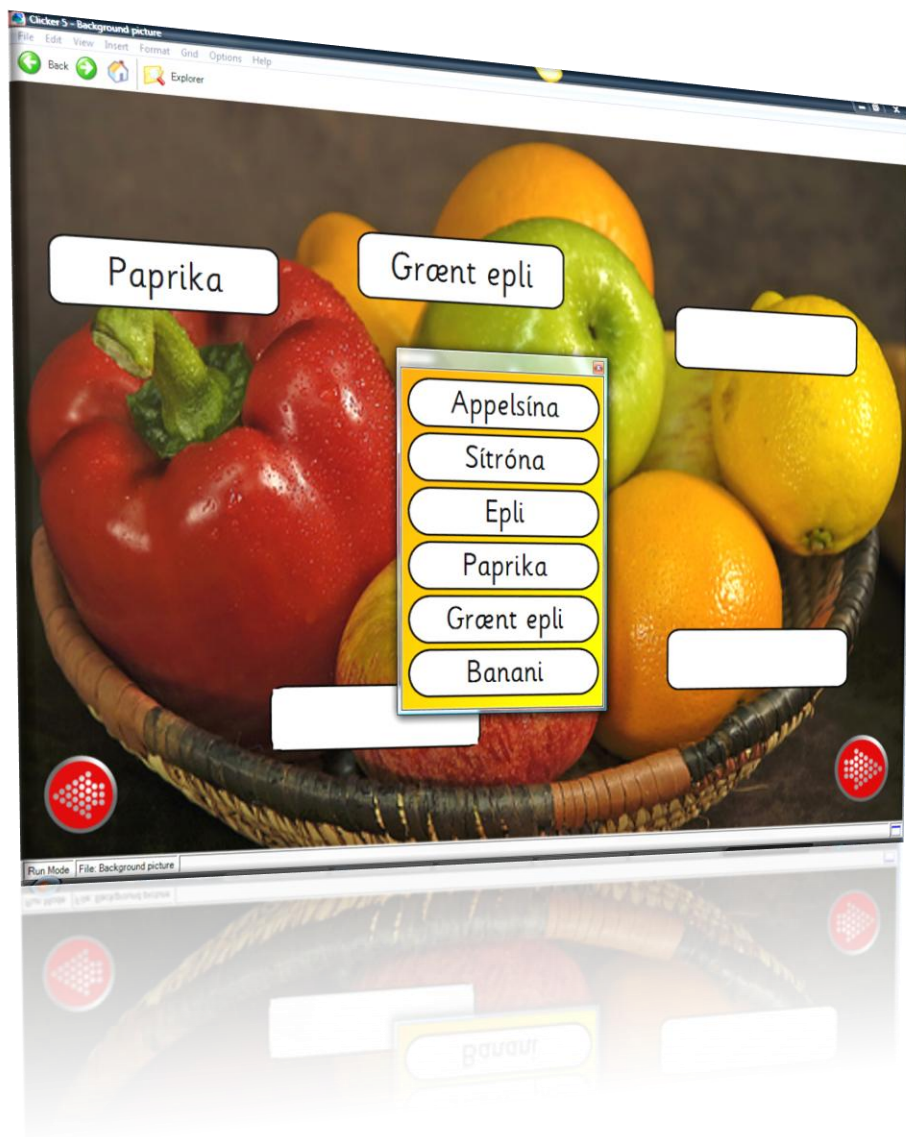 Clicker 5 - Background picture
File Edit View Insert Format Grid Options Help
Back Explorer
Paprika
Grænt epli
Appelsína
Sítróna
Epli
Paprika
Grænt epli
Banani
Run Mode File: Background picture